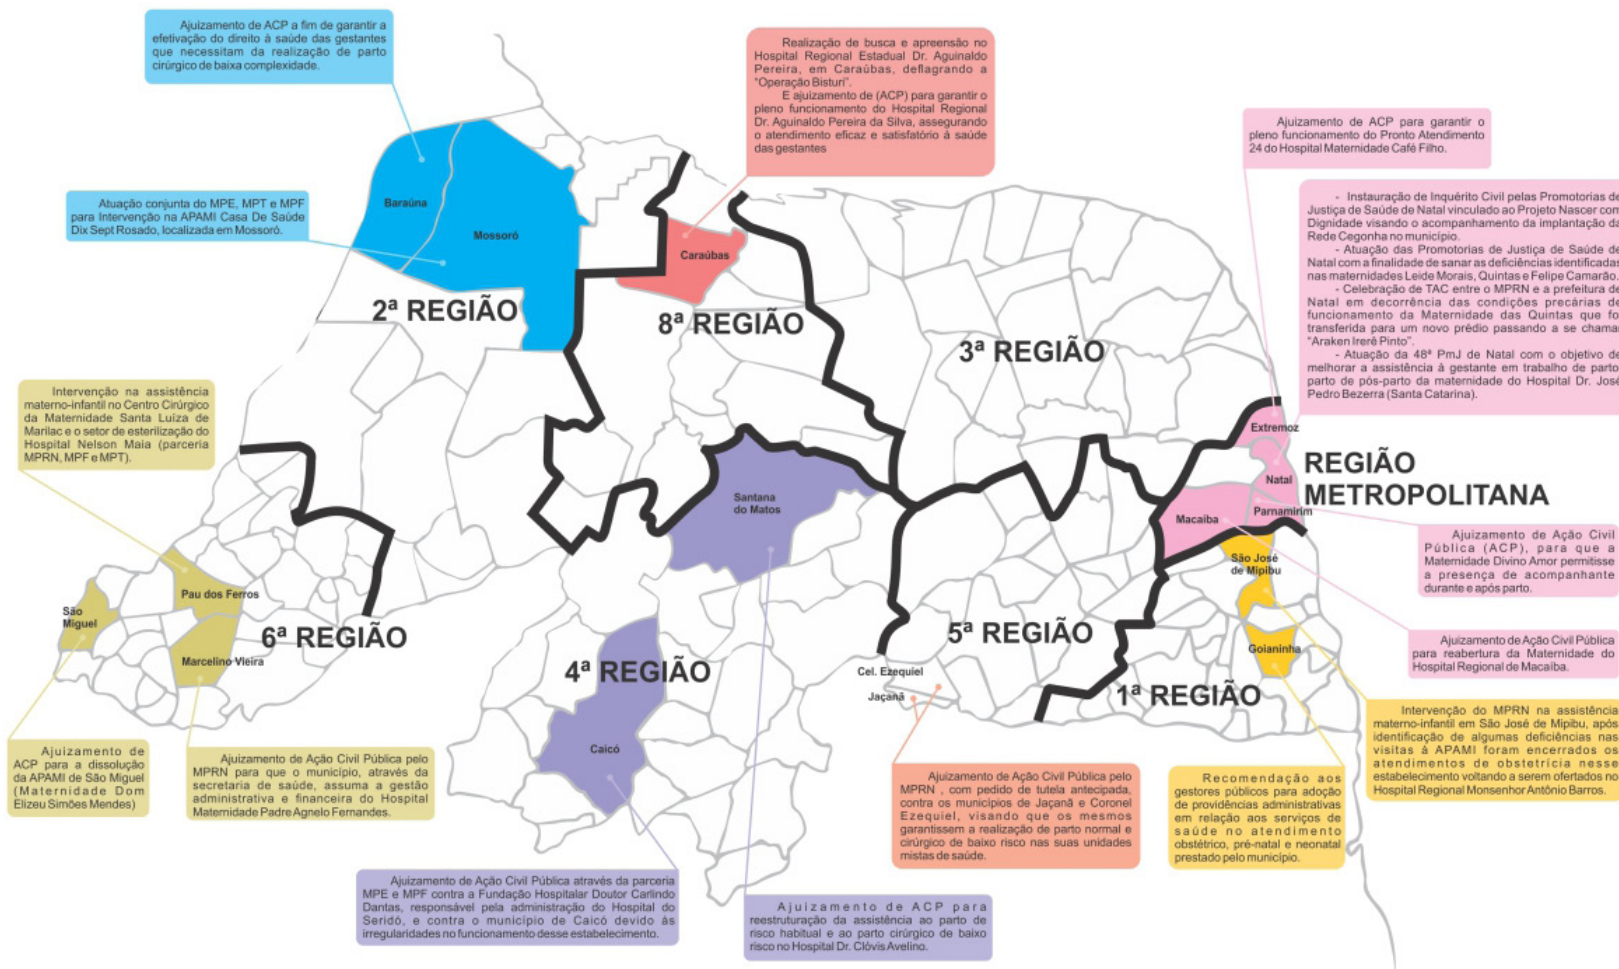 Ajuizamento de ACP a fim de garantir a
efetivação do direito à saúde das gestantes
que necessitam da realização de parto
cirúrgico de baixa complexidade.
Realização de busca e apreensão no
Hospital Regional Estadual Dr. Aguinaldo
Pereira, em Caraúbas, deflagrando a
"Operação Bisturi".
E ajuizamento de (ACP) para garantir o
pleno funcionamento do Hospital Regional
Dr. Aguinaldo Pereira da Silva, assegurando
o atendimento eficaz e satisfatório à saúde
das gestantes
Ajuizamento de ACP para garantir o
pleno funcionamento do Pronto Atendimento
24 do Hospital Maternidade Café Filho.
Atuação conjunta do MPE, MPT e MPF
para Intervenção na APAMI Casa De Saúde
Dix Sept Rosado, localizada em Mossoró.
- Instauração de Inquérito Civil pelas Promotorias de
Justiça de Saúde de Natal vinculado ao Projeto Nascer com
Dignidade visando o acompanhamento da implantação da
Rede Cegonha no município.
- Atuação das Promotorias de Justiça de Saúde de
Natal com a finalidade de sanar as deficiências identificadas
nas maternidades Leide Morais, Quintas e Felipe Camarão.
- Celebração de TAC entre o MPRN e a prefeitura de
Natal em decorrência das condições precárias de
funcionamento da Maternidade das Quintas que fo
transferida para um novo prédio passando a se chamar
"Araken Irerê Pinto".
- Atuação da 48ª PmJ de Natal com o objetivo de
melhorar a assistência á gestante em trabalho de parto
parto de pós-parto da maternidade do Hospital Dr. José
Pedro Bezerra (Santa Catarina).
Baraúna
Mossoró
Caraúbas
2ª REGIÃO
8ª REGIÃO
3ª REGIÃO
Intervenção na assistência
materno-infantil no Centro Cirúrgico
da Maternidade Santa Luíza de
Marilac e o setor de esterilização do
Hospital Nelson Maia (parceria
MPRN, MPF e MPT).
Extremoz
Natal
REGIÃO
METROPOLITANA
Santana
do Matos
Macaíba
Parnamirim
Ajuizamento de Ação Civil
Pública (ACP), para que a
Maternidade Divino Amor permitisse
a presença de acompanhante
durante e após parto.
São José
de Mipibu
Pau dos Ferros
São
Miguel
6ª REGIÃO
Marcelino Vieira
5ª REGIÃO
Goianinha
Ajuizamento de Ação Civil Pública
para reabertura da Maternidade do
Hospital Regional de Macaíba.
4ª REGIÃO
Cel. Ezequiel
Jaçanã
1ª REGIÃO
Caicó
Intervenção do MPRN na assistência
materno-infantil em São José de Mipibu, após
identificação de algumas deficiências nas
visitas á APAMI foram encerrados os
atendimentos de obstetrícia nesse
estabelecimento voltando a serem ofertados no
Hospital Regional Monsenhor Antônio Barros.
Ajuizamento de
ACP para a dissolução
da APAMI de São Miguel
(Maternidade Dom
Elizeu Simões Mendes)
Ajuizamento de Ação Civil Pública pelo
MPRN para que o município, através da
secretaria de saúde, assuma a gestão
administrativa e financeira do Hospital
Maternidade Padre Agnelo Fernandes.
Ajuizamento de Ação Civil Pública pelo
MPRN , com pedido de tutela antecipada,
contra os municípios de Jaçanã e Coronel
Ezequiel, visando que os mesmos
garantissem a realização de parto normal e
cirúrgico de baixo risco nas suas unidades
mistas de saúde.
Recomendação aos
gestores públicos para adoção
de providências administrativas
em relação aos serviços de
saúde no atendimento
obstétrico, pré-natal e neonatal
prestado pelo município.
Ajuizamento de Ação Civil Pública através da parceria
MPE e MPF contra a Fundação Hospitalar Doutor Carlindo
Dantas, responsável pela administração do Hospital do
Seridó, e contra o município de Caicó devido às
irregularidades no funcionamento desse estabelecimento.
Ajuizamento de ACP para
reestruturação da assistência ao parto de
risco habitual e ao parto cirúrgico de baixo
risco no Hospital Dr. Clóvis Avelino.